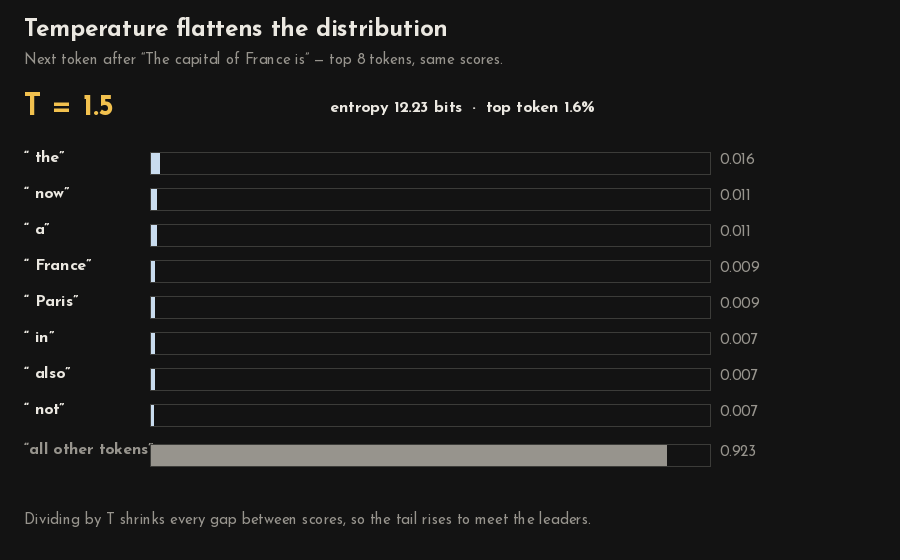 Temperature flattens the distribution
Next token after “The capital of France is” — top 8 tokens, same scores.
T = 1.5
entropy 12.23 bits · top token 1.6%
“ the” 0.016
“ now” 0.011
“ a” 0.011
“ France” 0.009
“ Paris” 0.009
“ in” 0.007
“ also” 0.007
“ not” 0.007
“all other tokens” 0.923
Dividing by T shrinks every gap between scores, so the tail rises to meet the leaders.